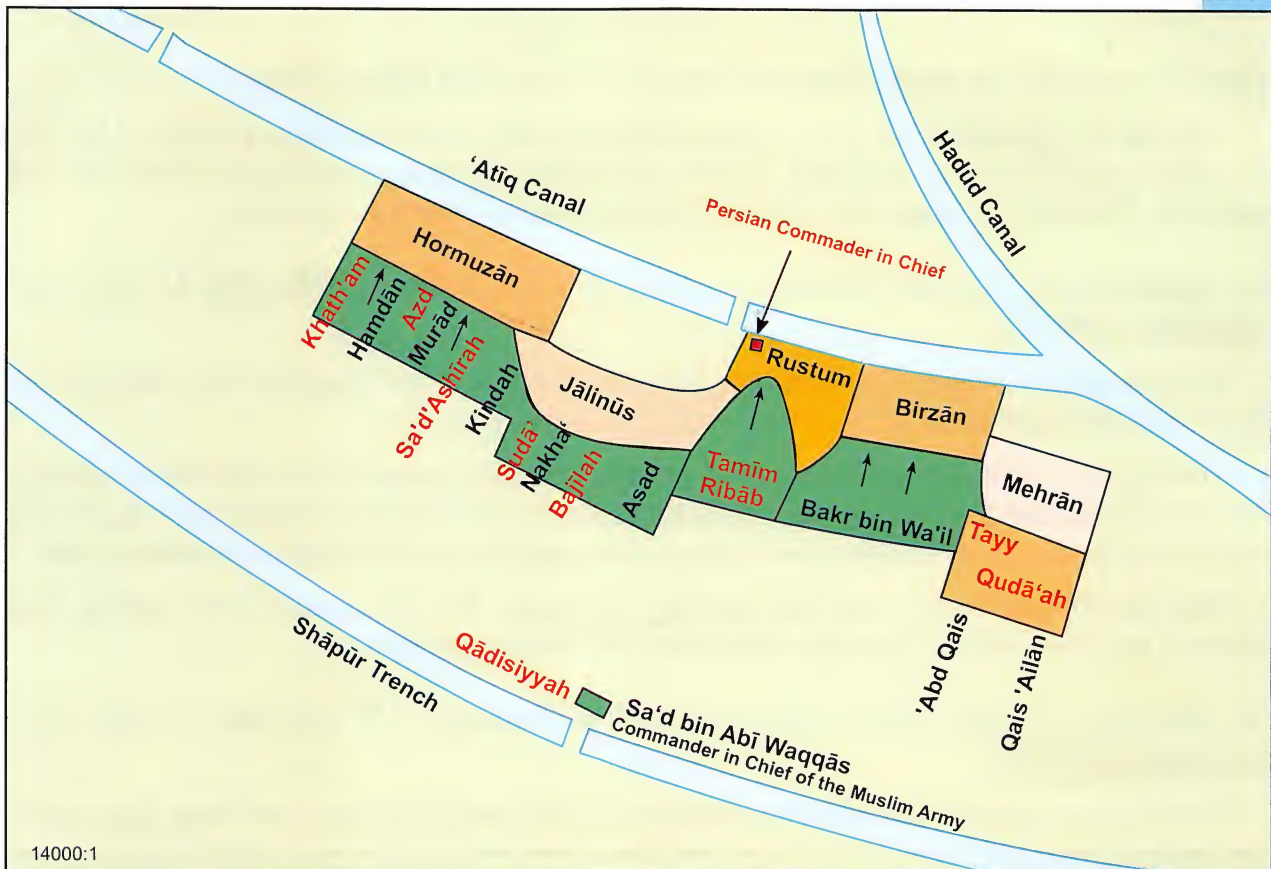 'Atīq Canal
Hadūd Canal
Persian Commader in Chief
Hormuzān
Rustum
Birzān
Mehrān
Jālinūs
Khath'am
Hamdān
Azd
Murād
Sa'd'Ashīrah
Kindah
Sudā'
Nakha‘
Bajīlah
Asad
Tamīm
Ribāb
Bakr bin Wa'il
Tayy
Qudā‘ah
'Abd Qais
Qais 'Ailān
Shāpūr Trench
Qādisiyyah
Sa‘d bin Abī Waqqās
Commander in Chief of the Muslim Army
14000:1